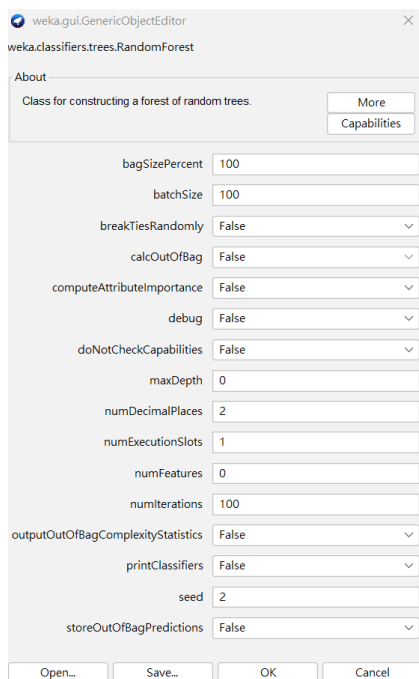 weka.gui.GenericObjectEditor
weka.classifiers.trees.RandomForest
About
Class for constructing a forest of random trees.
More
Capabilities
bagSizePercent 100
batchSize 100
breakTiesRandomly False
calcOutOfBag False
computeAttributeImportance False
debug False
doNotCheckCapabilities False
maxDepth 0
numDecimalPlaces 2
numExecutionSlots 1
numFeatures 0
numIterations 100
outputOutOfBagComplexityStatistics False
printClassifiers False
seed 2
storeOutOfBagPredictions False
Open... Save... OK Cancel